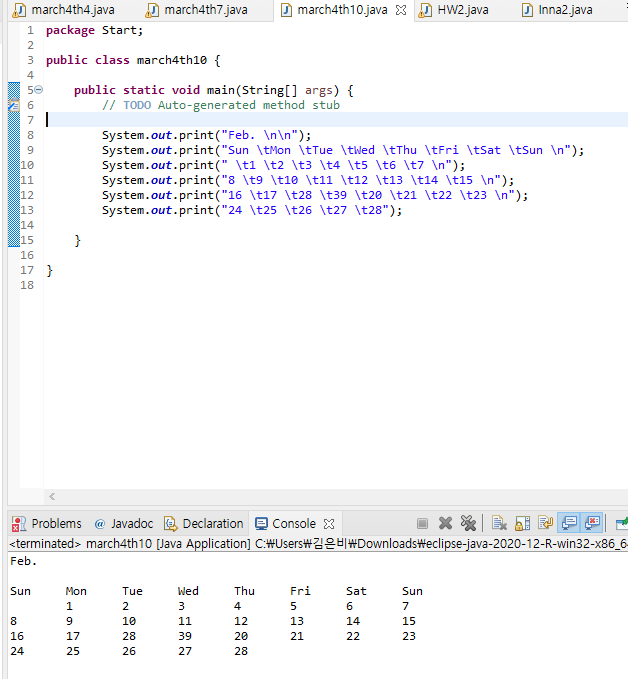 march4th4.java march4th7.java march4th10.java HW2.java Inna2.java
1 package Start;
2
3 public class march4th10 {
4
5 public static void main(String[] args) {
6 // TODO Auto-generated method stub
7
8 System.out.print("Feb. \n\n");
9 System.out.print("Sun \tMon \tTue \tWed \tThu \tFri \tSat \tSun \n");
10 System.out.print(" \t1 \t2 \t3 \t4 \t5 \t6 \t7 \n");
11 System.out.print("8 \t9 \t10 \t11 \t12 \t13 \t14 \t15 \n");
12 System.out.print("16 \t17 \t28 \t39 \t20 \t21 \t22 \t23 \n");
13 System.out.print("24 \t25 \t26 \t27 \t28");
14
15 }
16
17 }
18
Problems @ Javadoc Declaration Console
<terminated> march4th10 [Java Application] C:₩Users₩김은비₩Downloads₩eclipse-java-2020-12-R-win32-x86_6
Feb.
Sun Mon Tue Wed Thu Fri Sat Sun
1 2 3 4 5 6 7
8 9 10 11 12 13 14 15
16 17 28 39 20 21 22 23
24 25 26 27 28